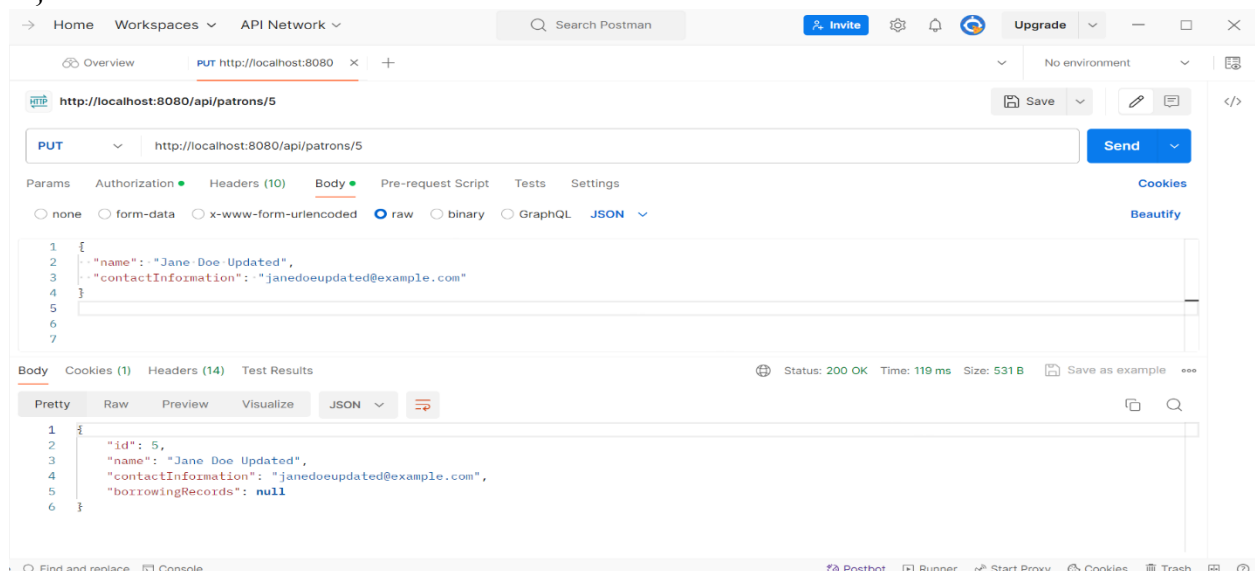 Home Workspaces API Network Search Postman Invite Upgrade
Overview PUT http://localhost:8080 No environment
HTTP http://localhost:8080/api/patrons/5 Save
PUT http://localhost:8080/api/patrons/5 Send
Params Authorization Headers (10) Body Pre-request Script Tests Settings Cookies
none form-data x-www-form-urlencoded raw binary GraphQL JSON Beautify
1 {
2 "name": "Jane Doe Updated",
3 "contactInformation": "janedoeupdated@example.com"
4 }
5
6
7
Body Cookies (1) Headers (14) Test Results Status: 200 OK Time: 119 ms Size: 531 B Save as example
Pretty Raw Preview Visualize JSON
1 {
2 "id": 5,
3 "name": "Jane Doe Updated",
4 "contactInformation": "janedoeupdated@example.com",
5 "borrowingRecords": null
6 }
Find and replace Console Postbot Runner Start Proxy Cookies Trash